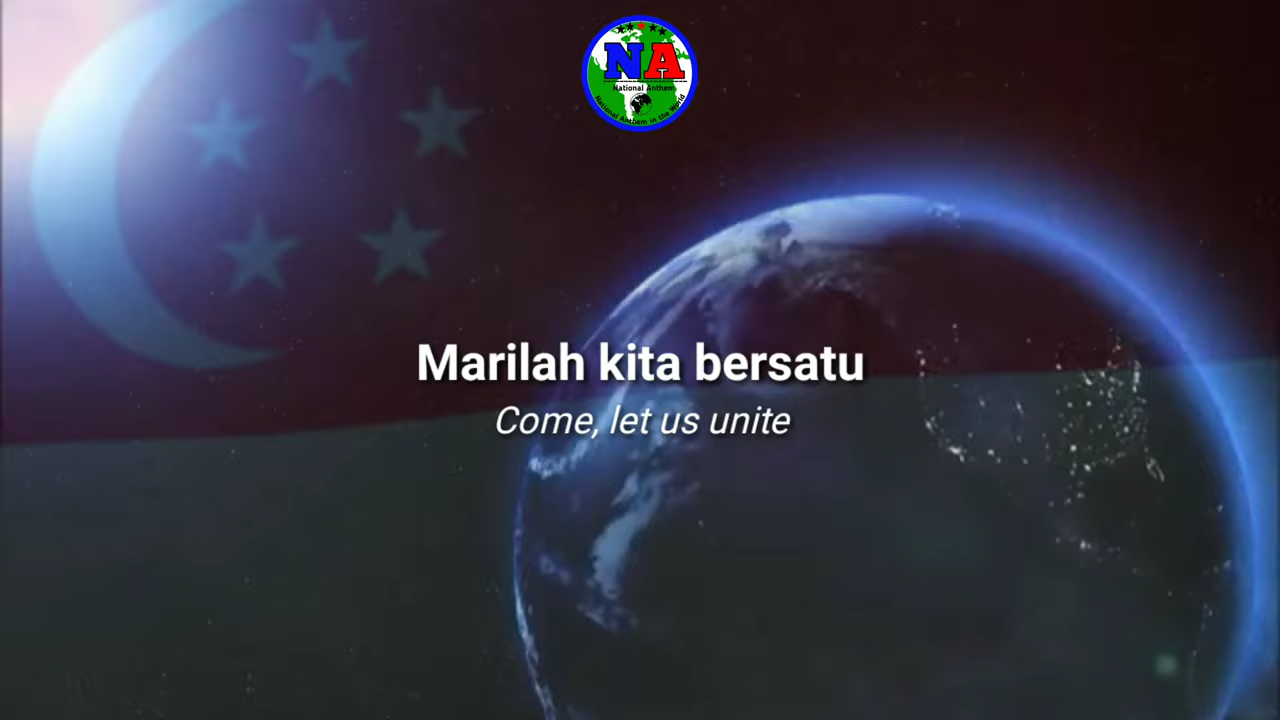 NA
National Anthem
National Anthem in the World
Marilah kita bersatu
Come, let us unite